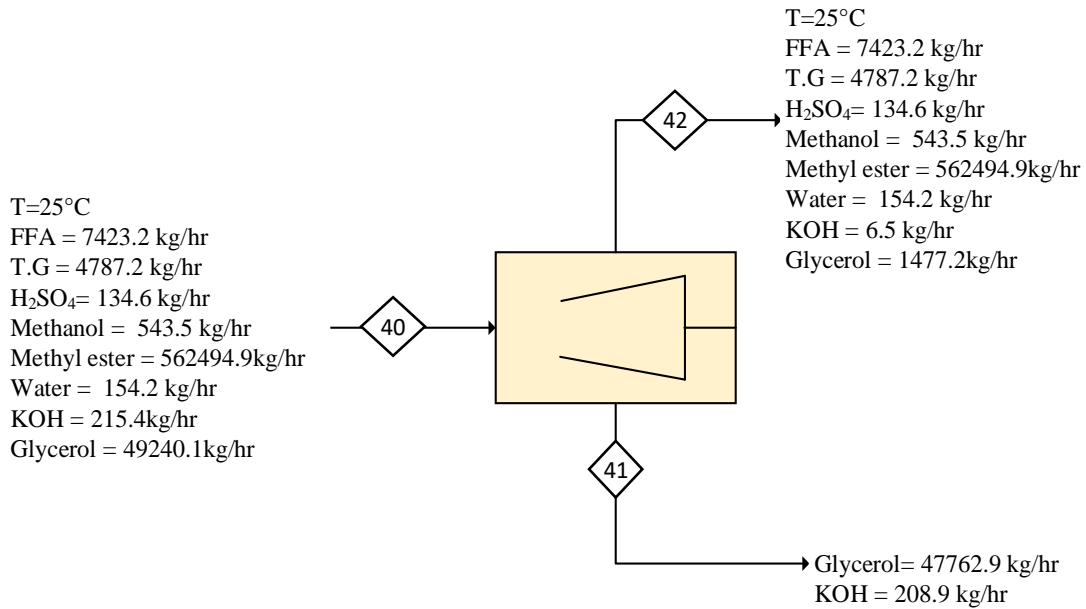 T=25°C
FFA = 7423.2 kg/hr
T.G = 4787.2 kg/hr
H₂SO₄= 134.6 kg/hr
Methanol =  543.5 kg/hr
Methyl ester = 562494.9kg/hr
Water =  154.2 kg/hr
KOH = 6.5 kg/hr
Glycerol = 1477.2kg/hr
42
T=25°C
FFA = 7423.2 kg/hr
T.G = 4787.2 kg/hr
H₂SO₄= 134.6 kg/hr
Methanol =  543.5 kg/hr
Methyl ester = 562494.9kg/hr
Water =  154.2 kg/hr
KOH = 215.4kg/hr
Glycerol = 49240.1kg/hr
40
41
Glycerol= 47762.9 kg/hr
KOH = 208.9 kg/hr